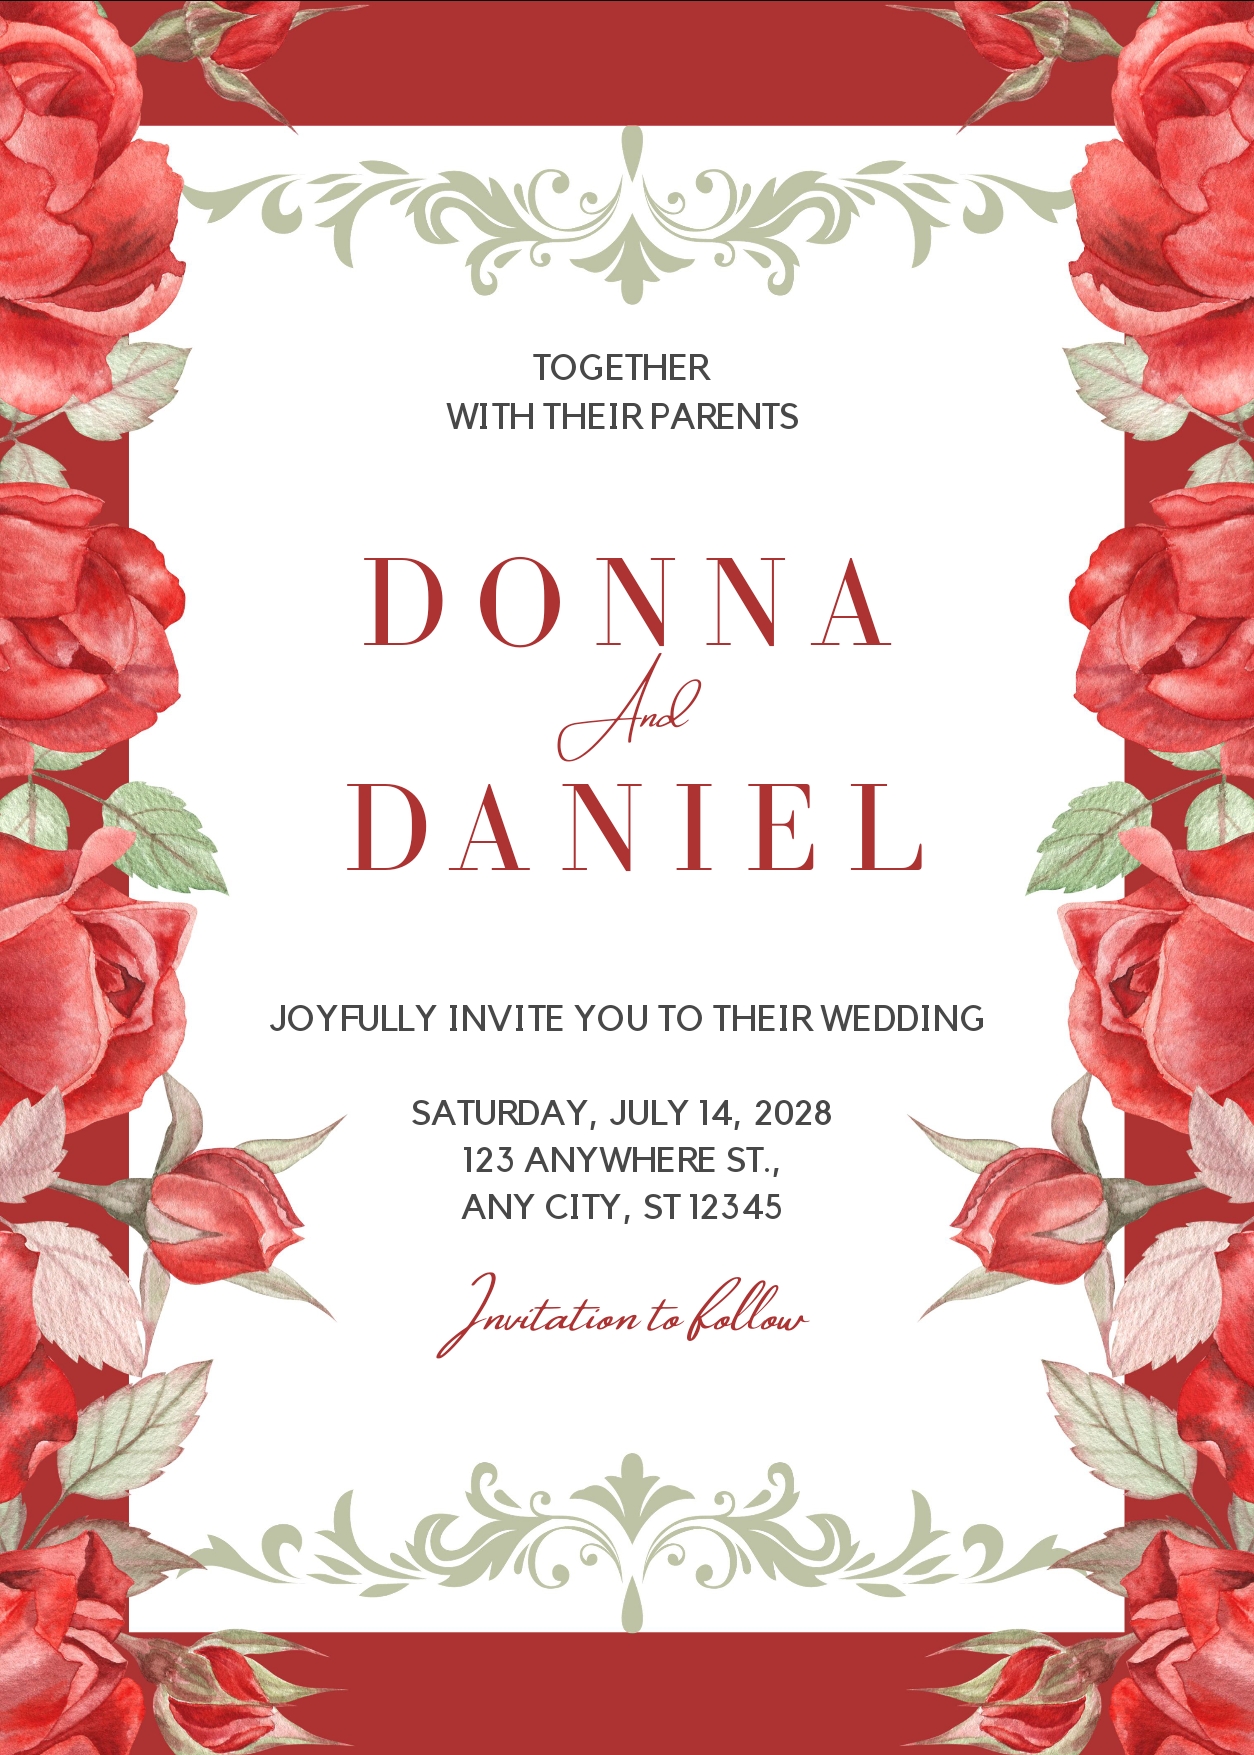 TOGETHER
WITH THEIR PARENTS
DONNA
And
DANIEL
JOYFULLY INVITE YOU TO THEIR WEDDING
SATURDAY, JULY 14, 2028
123 ANYWHERE ST.,
ANY CITY, ST 12345
Invitation to follow